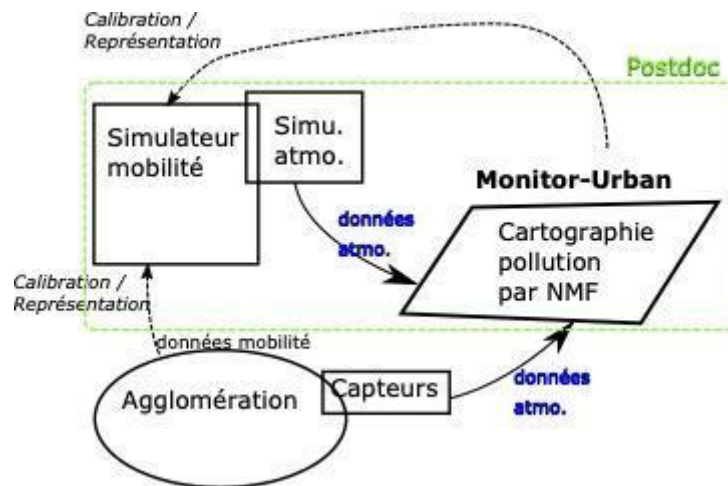 Calibration /
Représentation
Postdoc
Simulateur
mobilité
Simu.
atmo.
Monitor-Urban
données
atmo.
Cartographie
pollution
par NMF
Calibration /
Représentation
données mobilité
Agglomération
Capteurs
données
atmo.